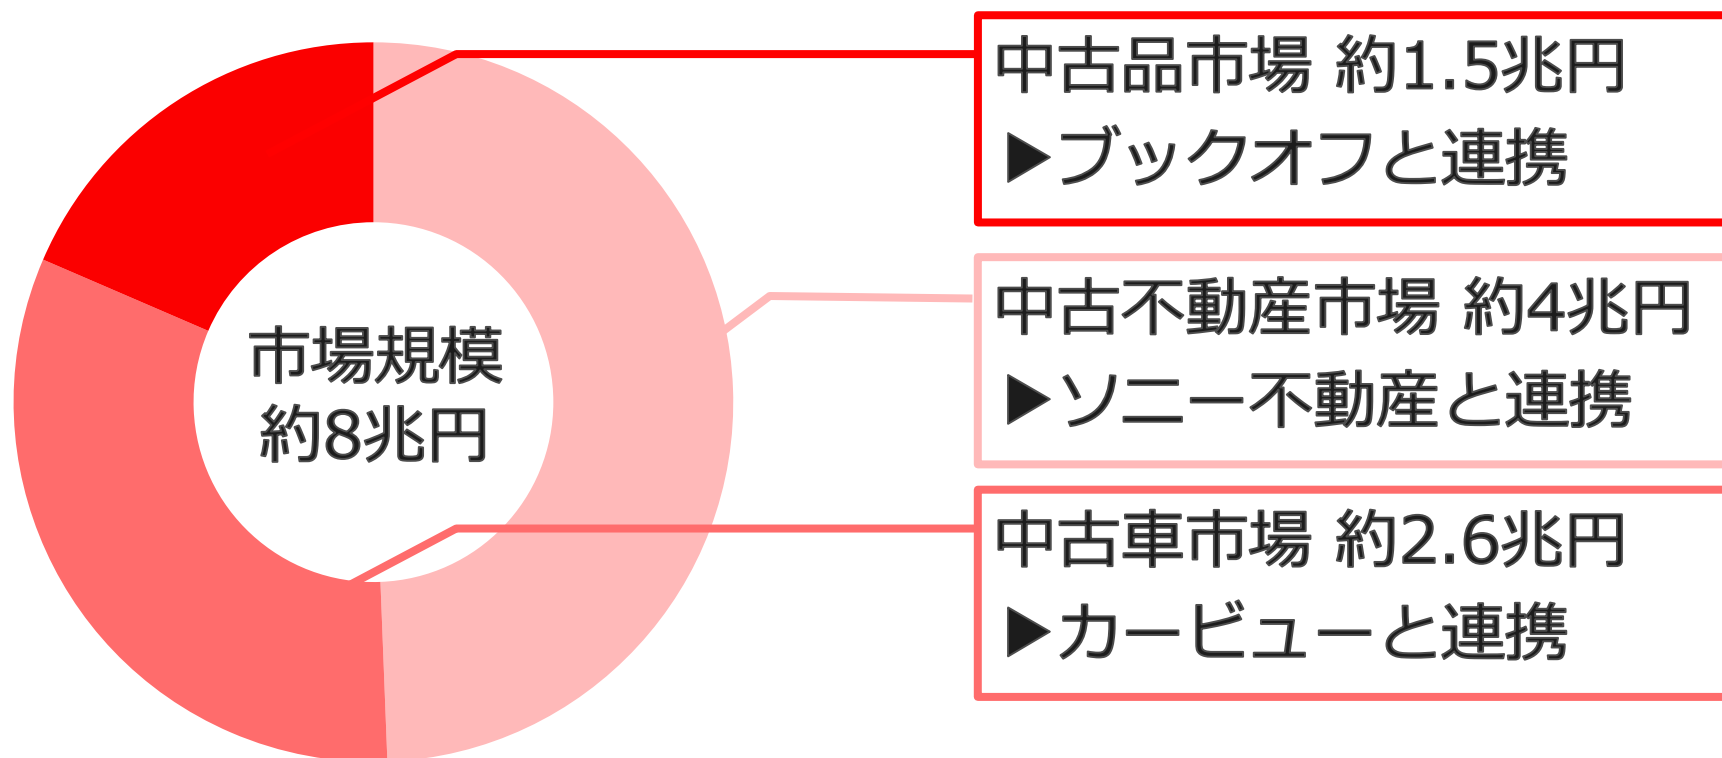 市場規模
約8兆円
中古品市場 約1.5兆円
▶ブックオフと連携
中古不動産市場 約4兆円
▶ソニー不動産と連携
中古車市場 約2.6兆円
▶カービューと連携